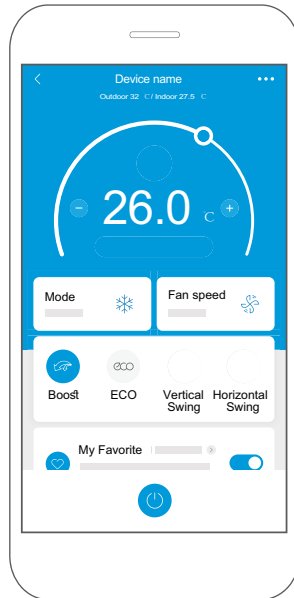 Device name
Outdoor 32 C / Indoor 27.5 C
26.0 C
Mode
Fan speed
eco
Boost
ECO
Vertical Swing
Horizontal Swing
My Favorite